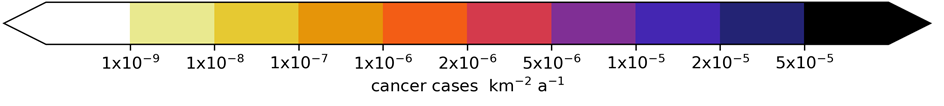 1x10⁻⁹ 1x10⁻⁸ 1x10⁻⁷ 1x10⁻⁶ 2x10⁻⁶ 5x10⁻⁶ 1x10⁻⁵ 2x10⁻⁵ 5x10⁻⁵
cancer cases km⁻² a⁻¹